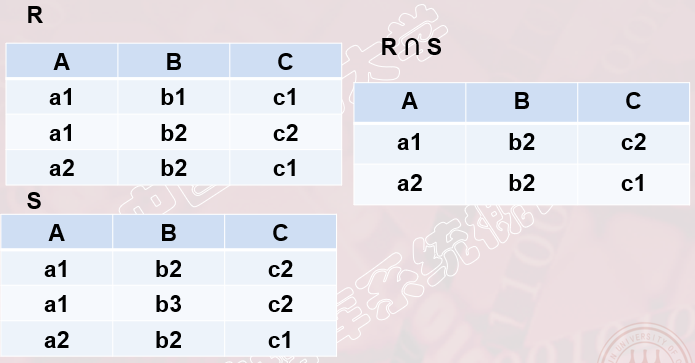 R
A B C
a1 b1 c1
a1 b2 c2
a2 b2 c1
S
A B C
a1 b2 c2
a1 b3 c2
a2 b2 c1
R ∩ S
A B C
a1 b2 c2
a2 b2 c1